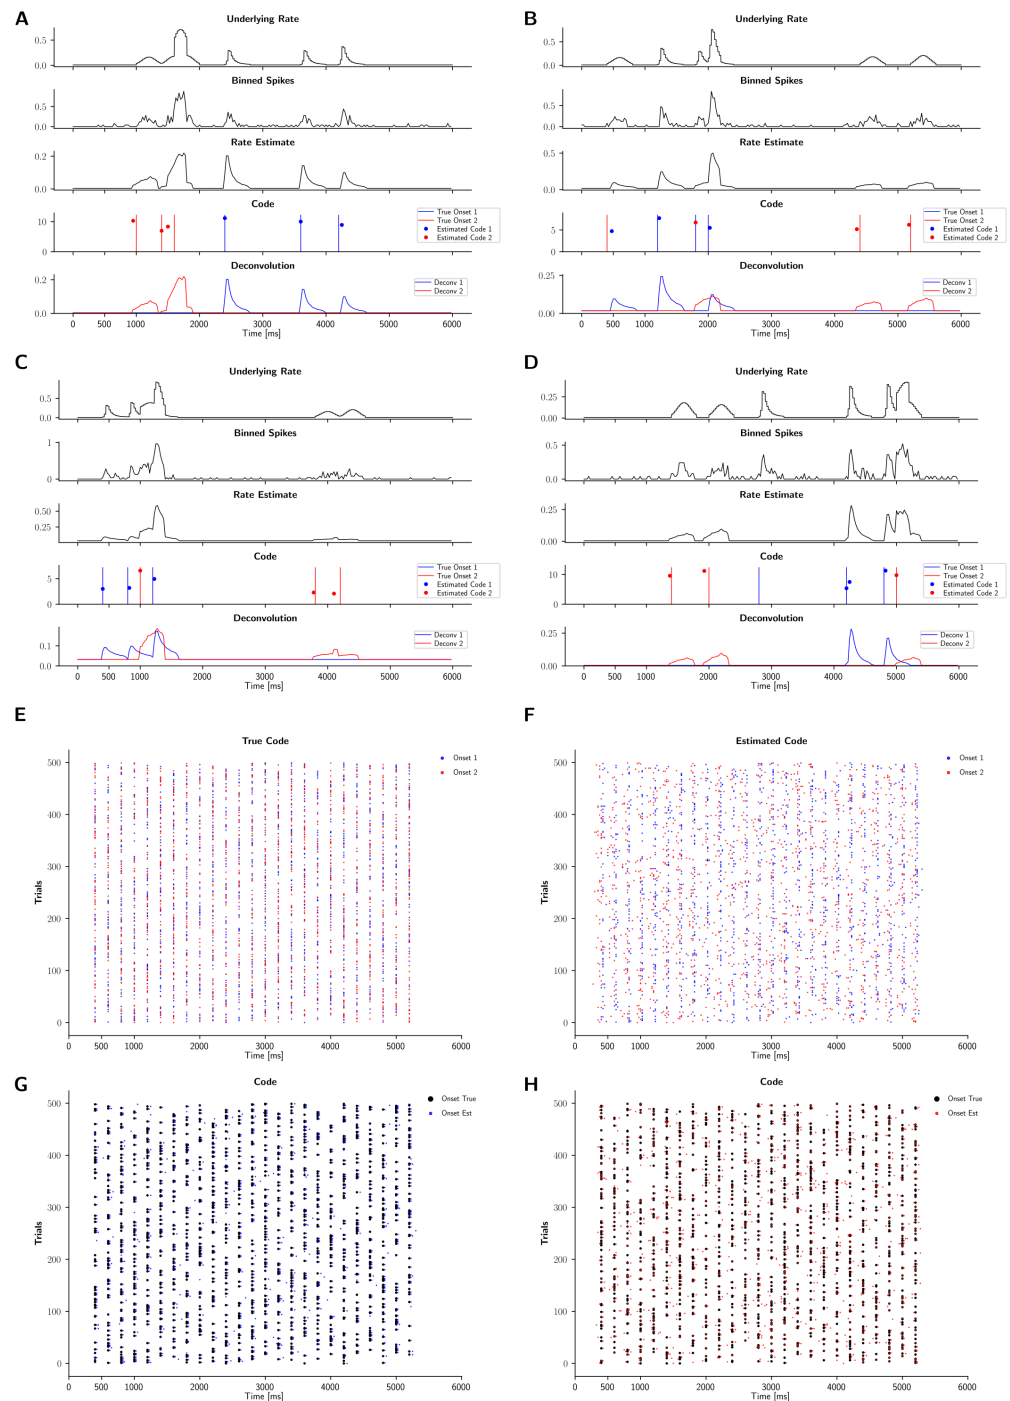 A
Underlying Rate
0.5
0.0
Binned Spikes
0.5
0.0
Rate Estimate
0.2
0.0
Code
10
5
0
True Onset 1
True Onset 2
Estimated Code 1
Estimated Code 2
Deconvolution
0.2
0.0
Deconv 1
Deconv 2
0 500 1000 2000 3000 4000 5000 6000
Time [ms]
B
Underlying Rate
0.5
0.0
Binned Spikes
0.5
0.0
Rate Estimate
0.5
0.0
Code
5
0
True Onset 1
True Onset 2
Estimated Code 1
Estimated Code 2
Deconvolution
0.25
0.00
Deconv 1
Deconv 2
0 500 1000 2000 3000 4000 5000 6000
Time [ms]
C
Underlying Rate
0.5
0.0
Binned Spikes
1
0
Rate Estimate
0.50
0.25
Code
5
0
True Onset 1
True Onset 2
Estimated Code 1
Estimated Code 2
Deconvolution
0.1
Deconv 1
Deconv 2
0 500 1000 2000 3000 4000 5000 6000
Time [ms]
D
Underlying Rate
0.25
0.00
Binned Spikes
0.5
0.0
Rate Estimate
0.25
0.00
Code
10
0
True Onset 1
True Onset 2
Estimated Code 1
Estimated Code 2
Deconvolution
0.25
0.00
Deconv 1
Deconv 2
0 500 1000 2000 3000 4000 5000 6000
Time [ms]
E
True Code
Onset 1
Onset 2
500
400
300
200
100
0
Trials
0 500 1000 2000 3000 4000 5000 6000
Time [ms]
F
Estimated Code
Onset 1
Onset 2
500
400
300
200
100
0
Trials
0 500 1000 2000 3000 4000 5000 6000
Time [ms]
G
Code
Onset True
Onset Est
500
400
300
200
100
0
Trials
0 500 1000 2000 3000 4000 5000 6000
Time [ms]
H
Code
Onset True
Onset Est
500
400
300
200
100
0
Trials
0 500 1000 2000 3000 4000 5000 6000
Time [ms]